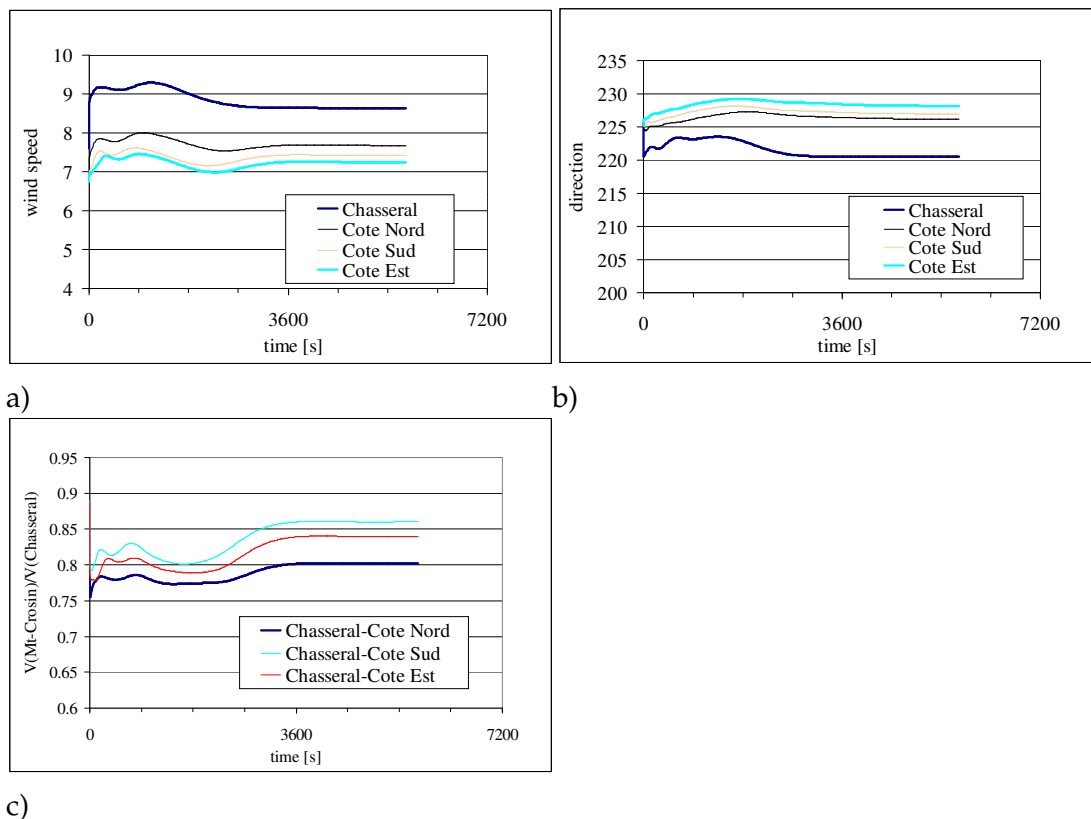 10
9
8
7
6
5
4
wind speed
0
3600
7200
time [s]
Chasseral
Cote Nord
Cote Sud
Cote Est
a)
235
230
225
220
215
210
205
200
direction
0
3600
7200
time [s]
Chasseral
Cote Nord
Cote Sud
Cote Est
b)
0.95
0.9
0.85
0.8
0.75
0.7
0.65
0.6
V(Mt-Crosin)/V(Chasseral)
0
3600
7200
time [s]
Chasseral-Cote Nord
Chasseral-Cote Sud
Chasseral-Cote Est
c)